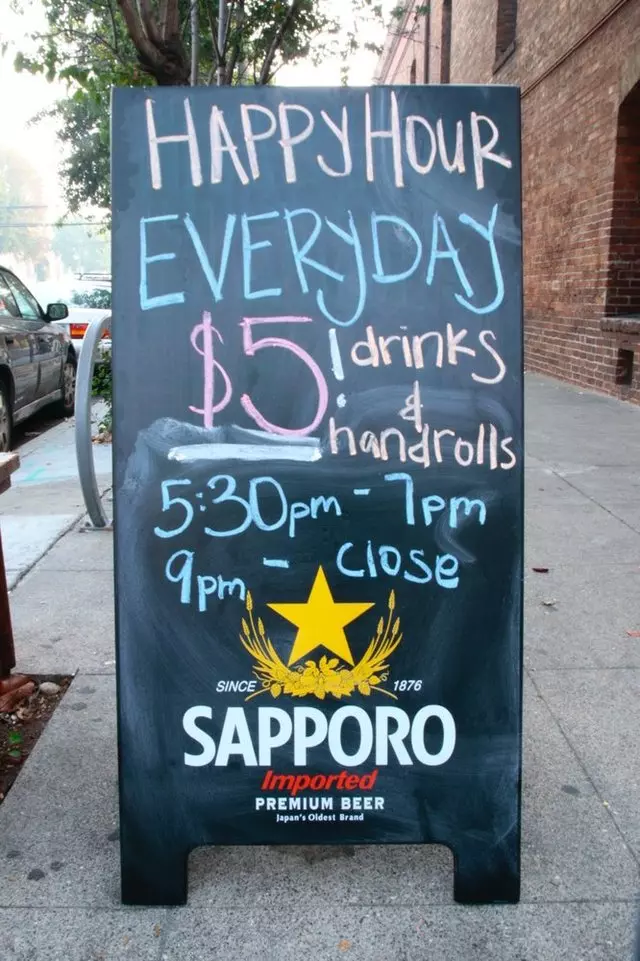 HAPPY HOUR
EVERYDAY
$5! drinks
&
handrolls
5:30pm - 7pm
9pm - close
SINCE 1876
SAPPORO
Imported
PREMIUM BEER
Japan's Oldest Brand